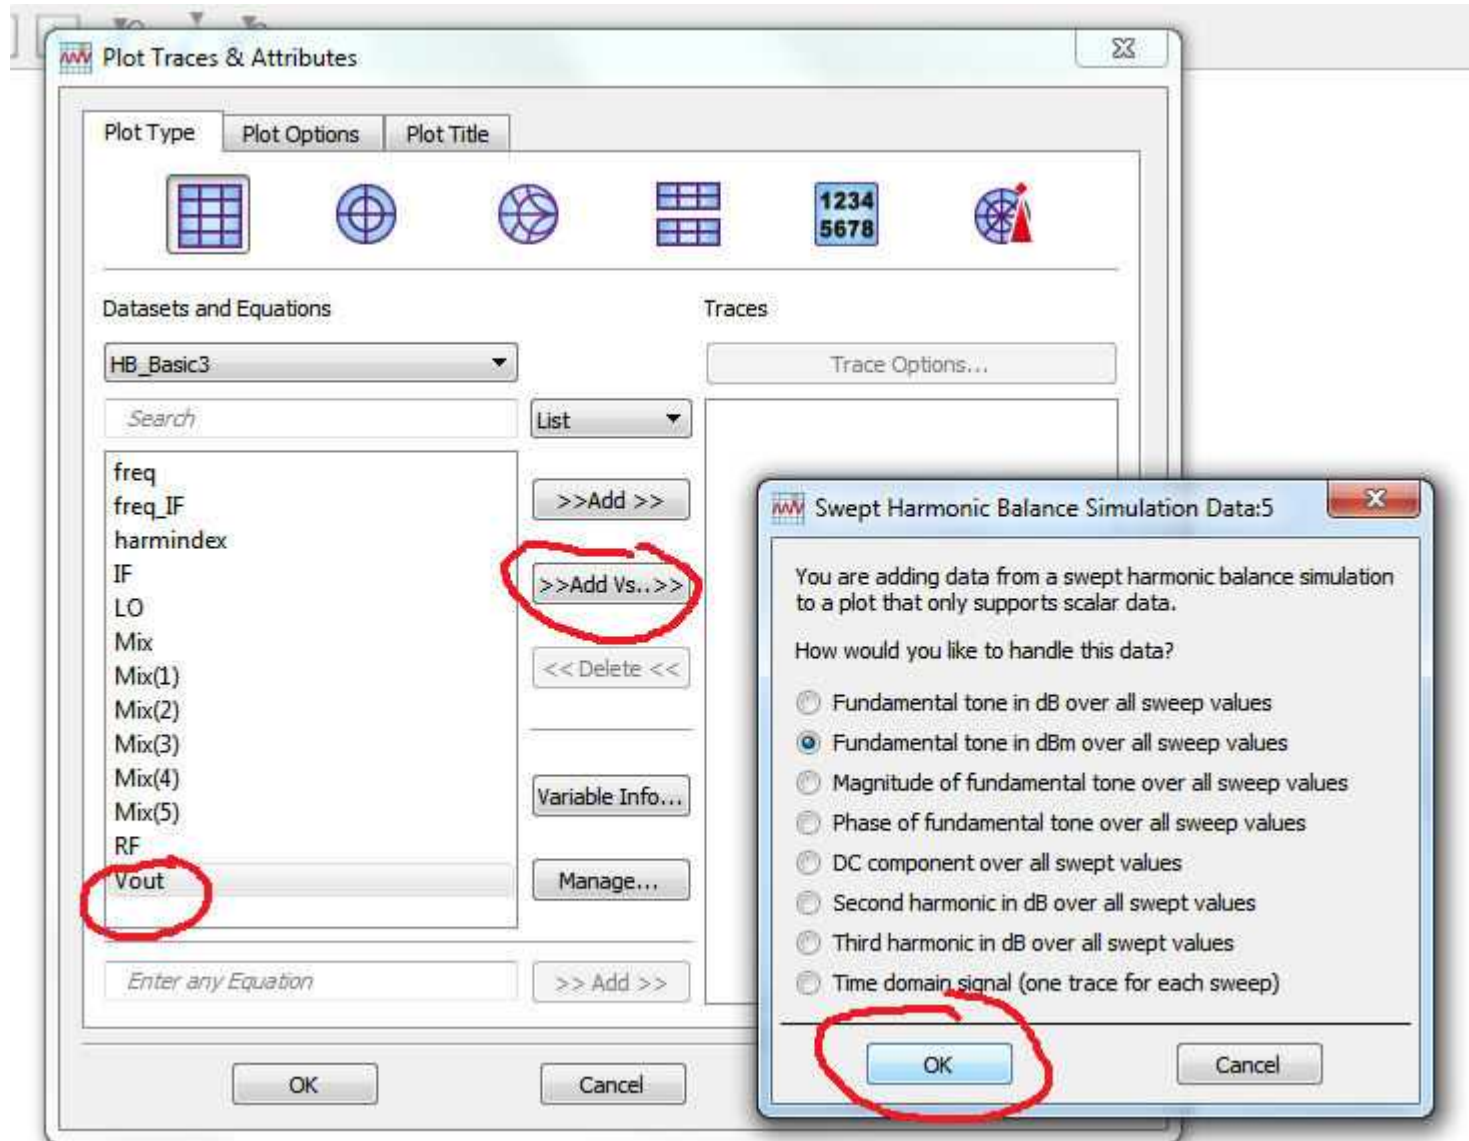 Plot Traces & Attributes
Plot Type
Plot Options
Plot Title
1234
5678
Datasets and Equations
Traces
HB_Basic3
Trace Options...
Search
List
freq
freq_IF
harmindex
IF
LO
Mix
Mix(1)
Mix(2)
Mix(3)
Mix(4)
Mix(5)
RF
Vout
>>Add >>
>>Add Vs..>>
<< Delete <<
Variable Info...
Manage...
Enter any Equation
>> Add >>
OK
Cancel
Swept Harmonic Balance Simulation Data:5
You are adding data from a swept harmonic balance simulation
to a plot that only supports scalar data.
How would you like to handle this data?
Fundamental tone in dB over all sweep values
Fundamental tone in dBm over all sweep values
Magnitude of fundamental tone over all sweep values
Phase of fundamental tone over all sweep values
DC component over all swept values
Second harmonic in dB over all swept values
Third harmonic in dB over all swept values
Time domain signal (one trace for each sweep)
OK
Cancel